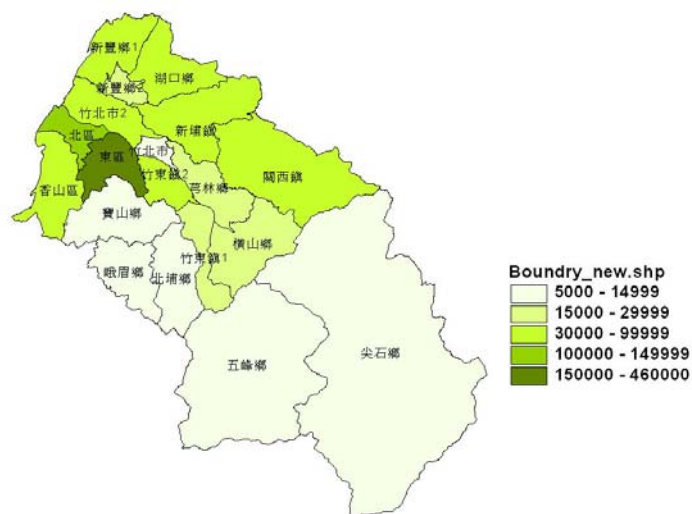 新豐鄉1
湖口鄉
新豐鄉2
竹北市2
新埔鎮
北區
竹北市1
東區
竹東鎮2
芎林鄉
關西鎮
香山區
寶山鄉
橫山鄉
竹東鎮1
峨眉鄉
北埔鄉
五峰鄉
尖石鄉
Boundry_new.shp
5000 - 14999
15000 - 29999
30000 - 99999
100000 - 149999
150000 - 460000